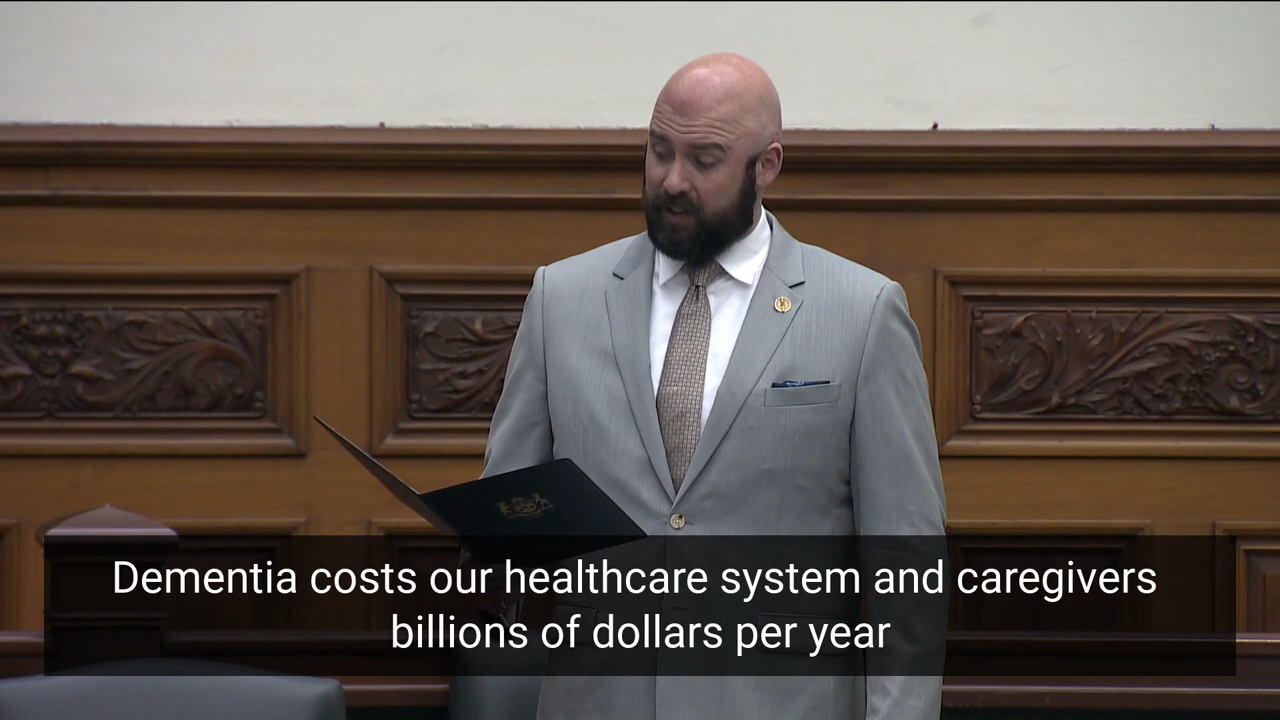 Dementia costs our healthcare system and caregivers
billions of dollars per year